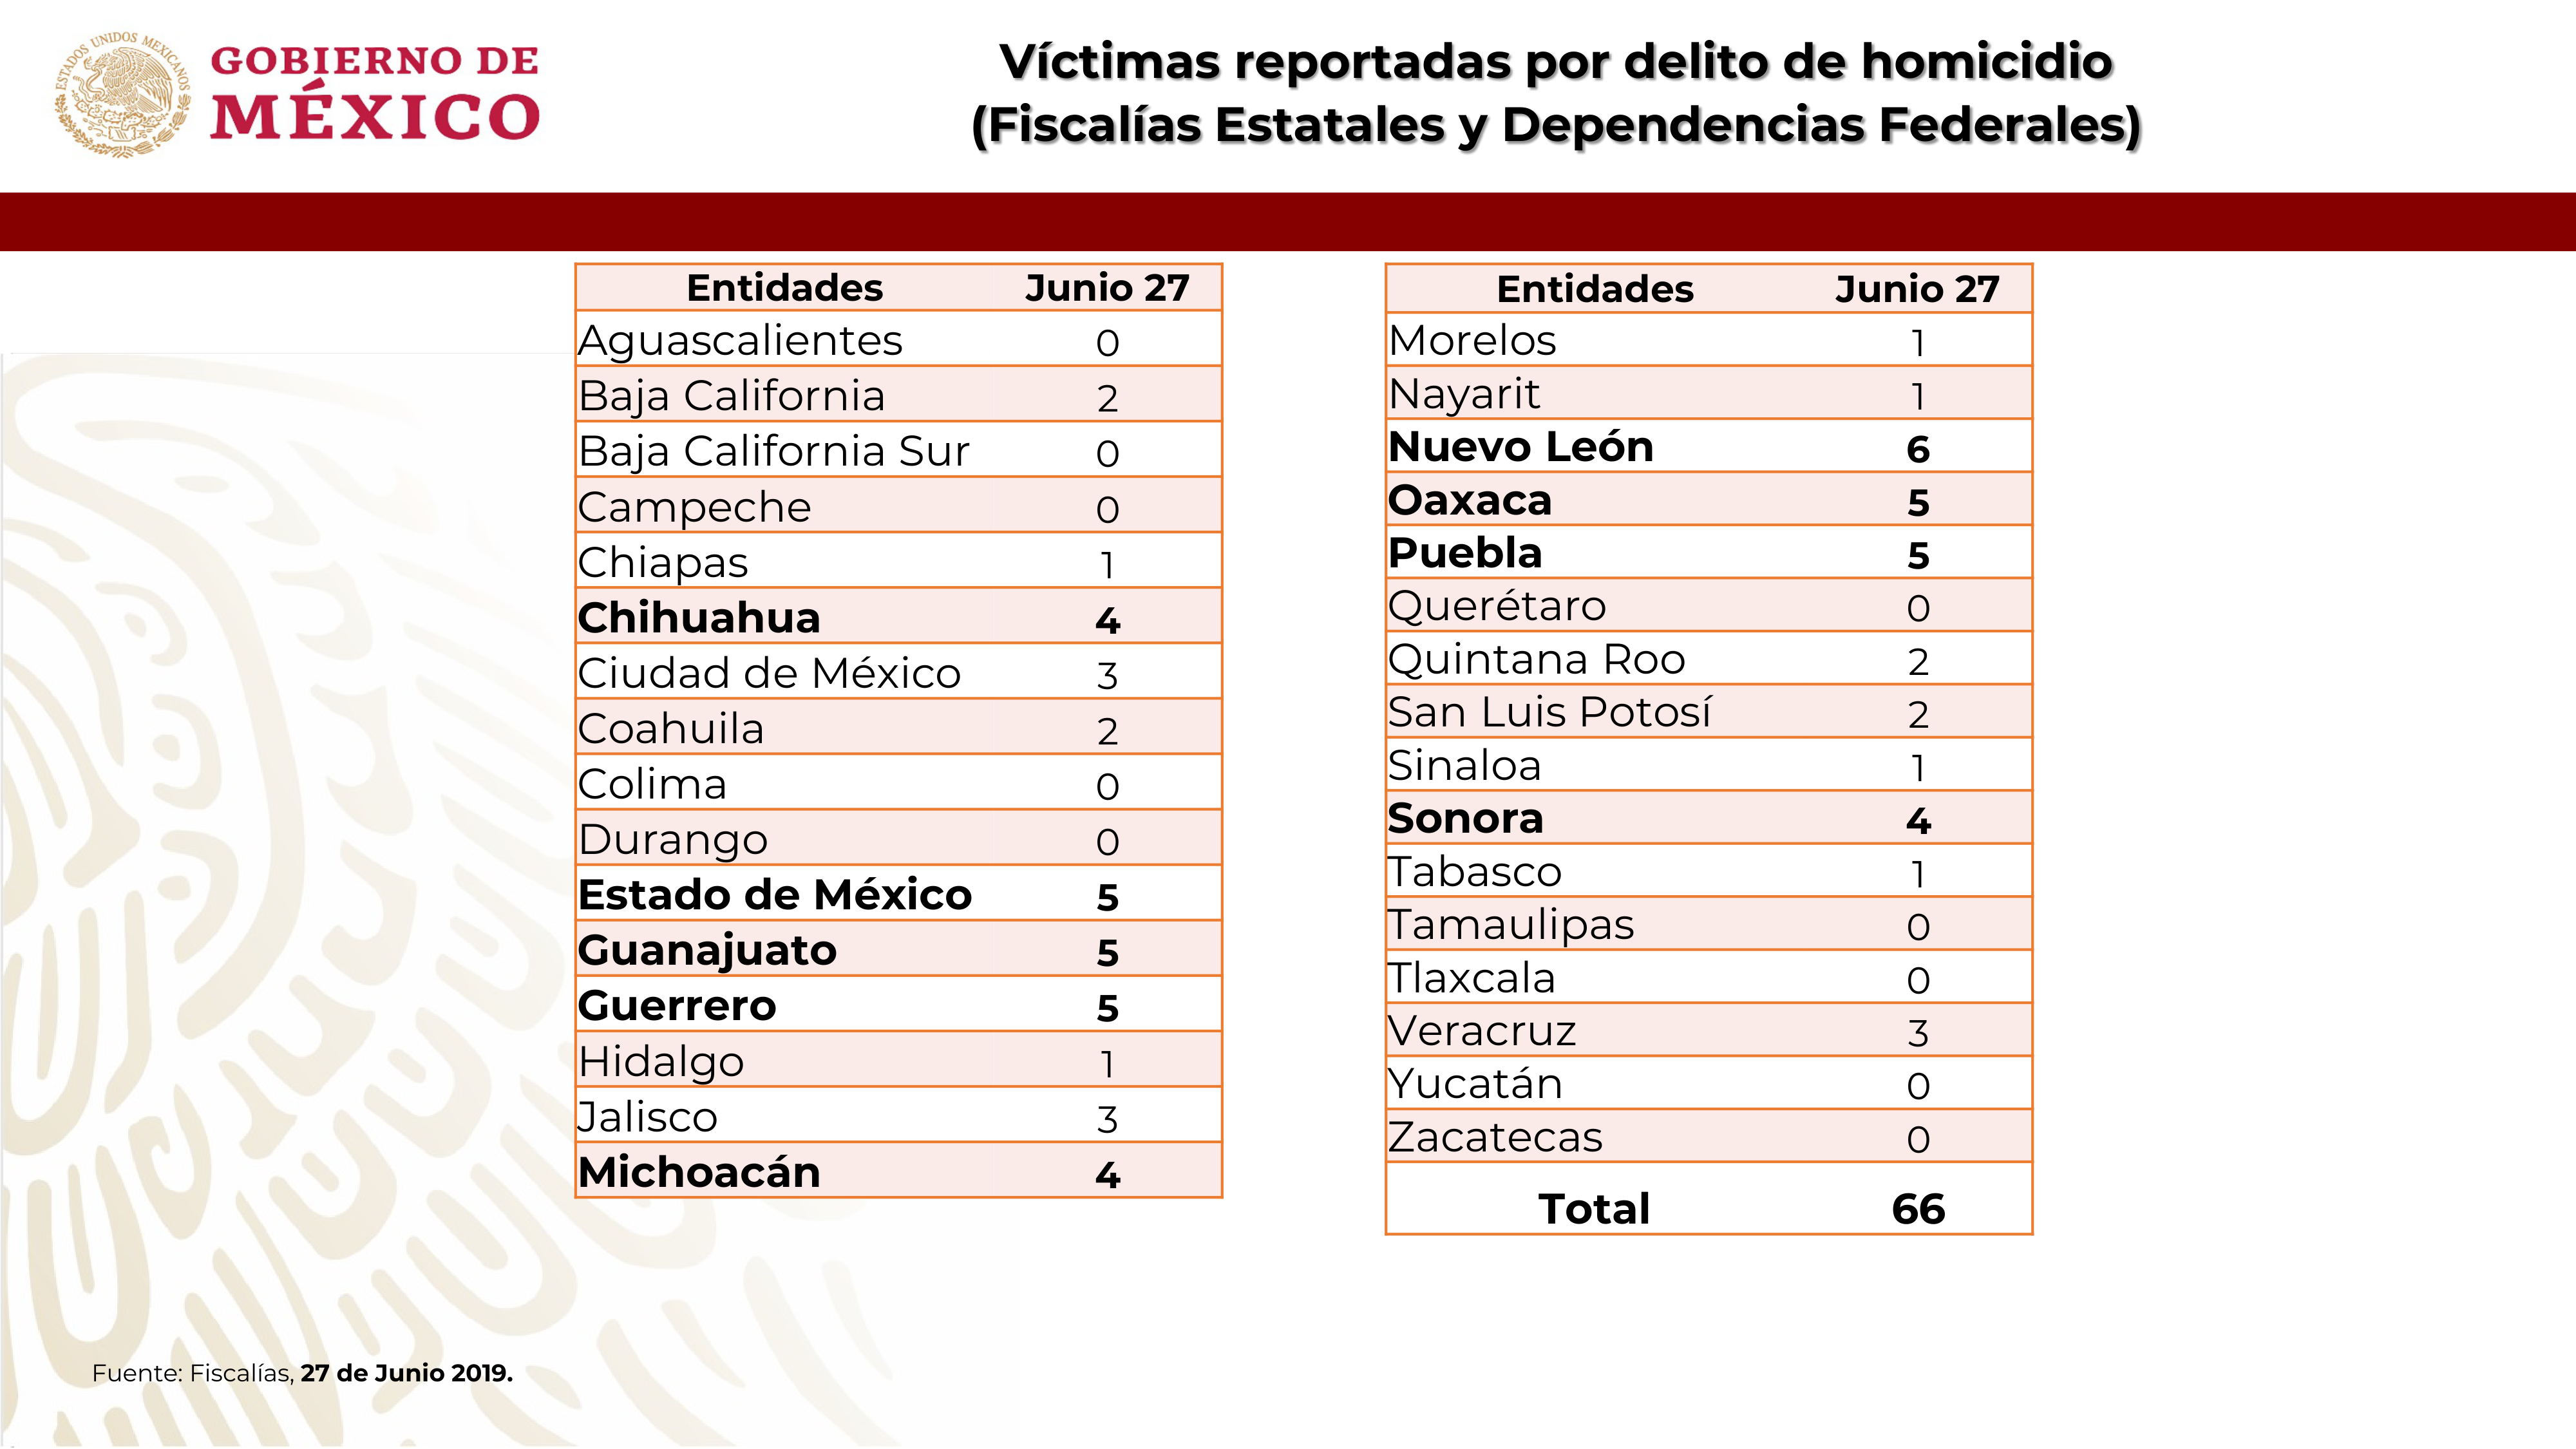 ESTADOS UNIDOS MEXICANOS
GOBIERNO DE
MÉXICO
Víctimas reportadas por delito de homicidio
(Fiscalías Estatales y Dependencias Federales)
Entidades Junio 27
Aguascalientes 0
Baja California 2
Baja California Sur 0
Campeche 0
Chiapas 1
Chihuahua 4
Ciudad de México 3
Coahuila 2
Colima 0
Durango 0
Estado de México 5
Guanajuato 5
Guerrero 5
Hidalgo 1
Jalisco 3
Michoacán 4
Entidades Junio 27
Morelos 1
Nayarit 1
Nuevo León 6
Oaxaca 5
Puebla 5
Querétaro 0
Quintana Roo 2
San Luis Potosí 2
Sinaloa 1
Sonora 4
Tabasco 1
Tamaulipas 0
Tlaxcala 0
Veracruz 3
Yucatán 0
Zacatecas 0
Total 66
Fuente: Fiscalías, 27 de Junio 2019.